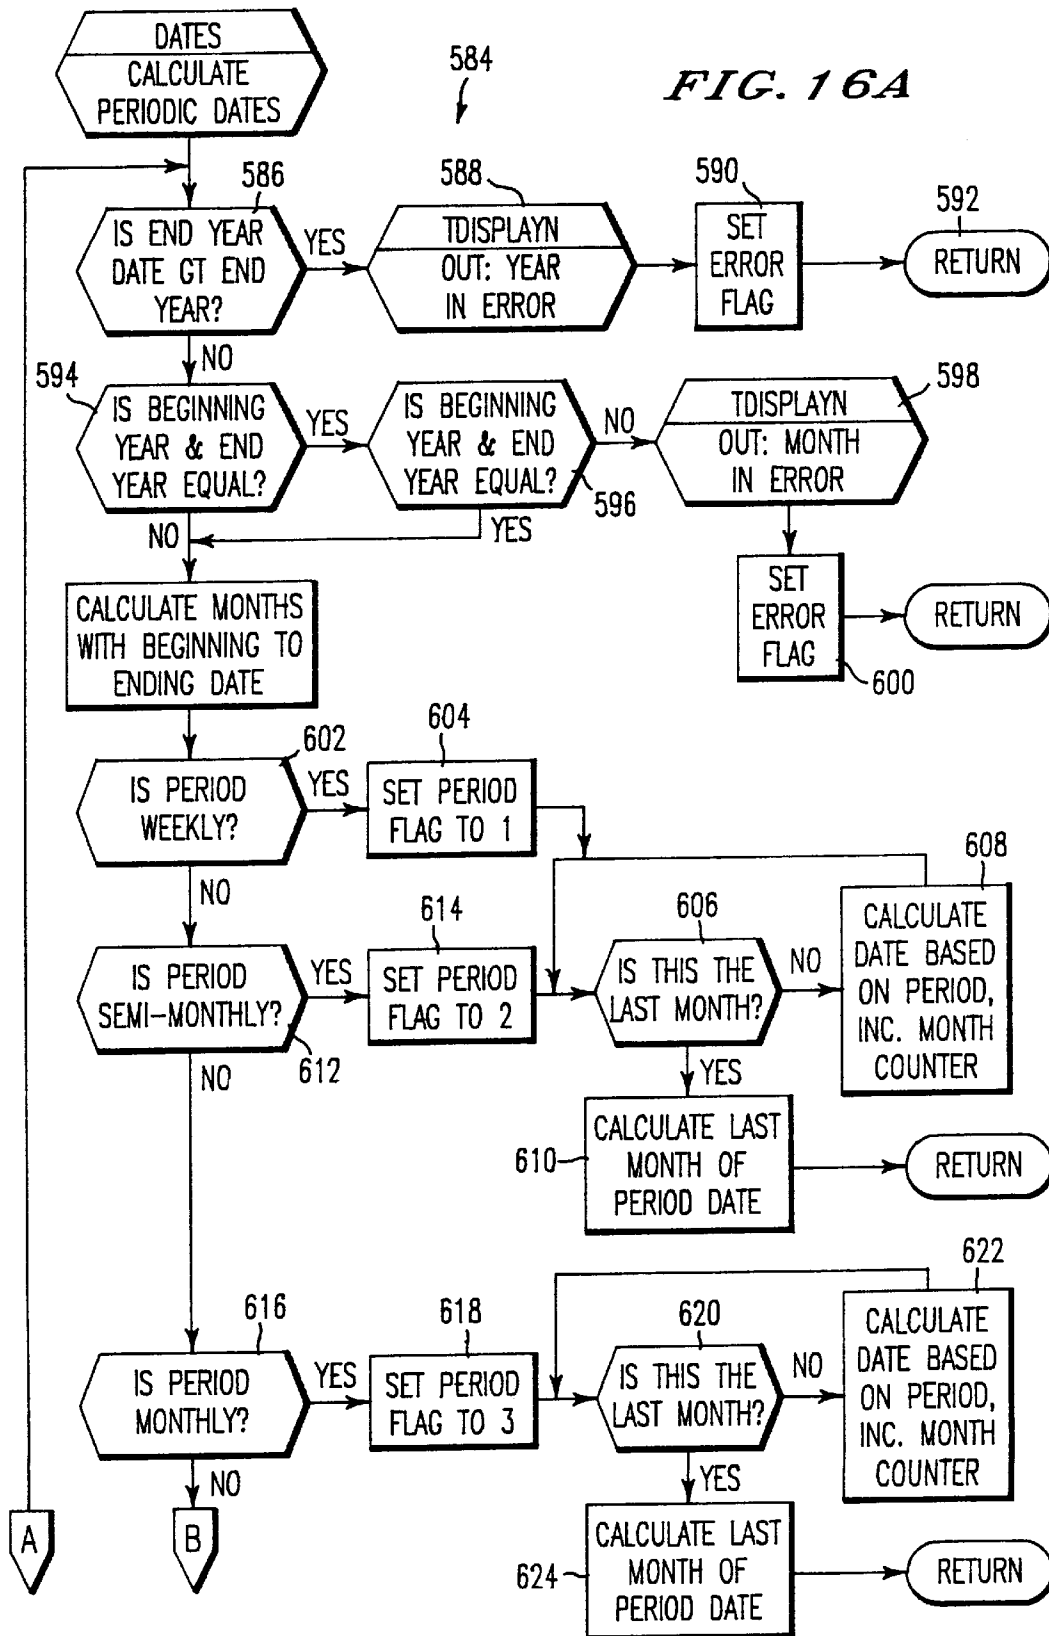 DATES
CALCULATE
PERIODIC DATES
584
FIG. 16A
586
IS END YEAR
DATE GT END
YEAR?
YES
588
TDISPLAYN
OUT: YEAR
IN ERROR
590
SET
ERROR
FLAG
592
RETURN
NO
594
IS BEGINNING
YEAR & END
YEAR EQUAL?
YES
IS BEGINNING
YEAR & END
YEAR EQUAL?
596
NO
598
TDISPLAYN
OUT: MONTH
IN ERROR
NO
YES
SET
ERROR
FLAG
600
RETURN
CALCULATE MONTHS
WITH BEGINNING TO
ENDING DATE
602
IS PERIOD
WEEKLY?
YES
604
SET PERIOD
FLAG TO 1
NO
612
IS PERIOD
SEMI-MONTHLY?
YES
614
SET PERIOD
FLAG TO 2
606
IS THIS THE
LAST MONTH?
NO
608
CALCULATE
DATE BASED
ON PERIOD,
INC. MONTH
COUNTER
NO
YES
610
CALCULATE LAST
MONTH OF
PERIOD DATE
RETURN
616
IS PERIOD
MONTHLY?
YES
618
SET PERIOD
FLAG TO 3
620
IS THIS THE
LAST MONTH?
NO
622
CALCULATE
DATE BASED
ON PERIOD,
INC. MONTH
COUNTER
NO
YES
A
B
624
CALCULATE LAST
MONTH OF
PERIOD DATE
RETURN